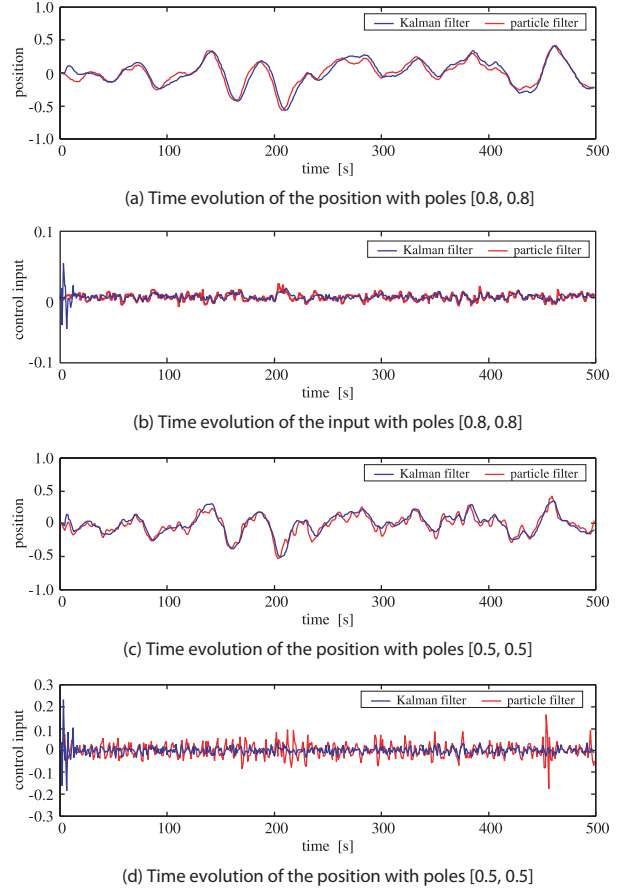 1.0
Kalman filter particle filter
0.5
position
0
-0.5
-1.0
0 100 200 300 400 500
time [s]
(a) Time evolution of the position with poles [0.8, 0.8]
0.1
Kalman filter particle filter
control input
0
-0.1
0 100 200 300 400 500
time [s]
(b) Time evolution of the input with poles [0.8, 0.8]
1.0
Kalman filter particle filter
0.5
position
0
-0.5
-1.0
0 100 200 300 400 500
time [s]
(c) Time evolution of the position with poles [0.5, 0.5]
0.3
Kalman filter particle filter
0.2
0.1
control input
0
-0.1
-0.2
-0.3
0 100 200 300 400 500
time [s]
(d) Time evolution of the position with poles [0.5, 0.5]